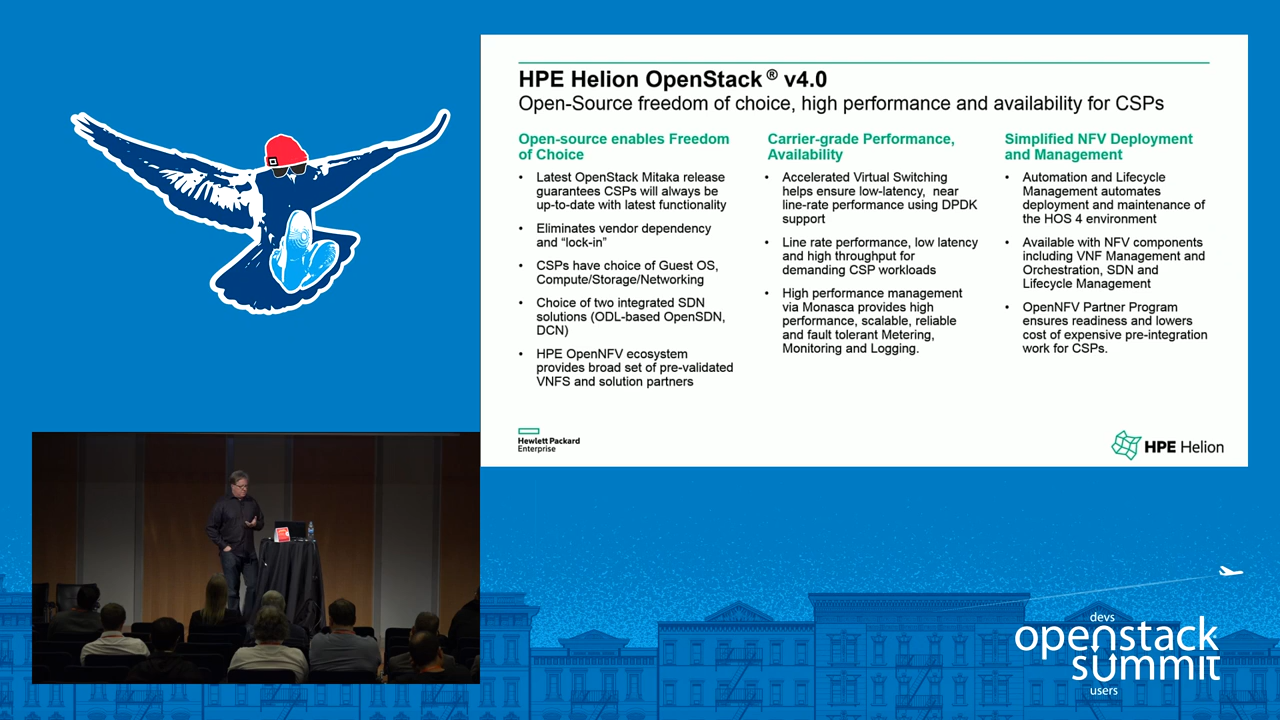 HPE Helion OpenStack® v4.0
Open-Source freedom of choice, high performance and availability for CSPs
Open-source enables Freedom
of Choice
• Latest OpenStack Mitaka release
guarantees CSPs will always be
up-to-date with latest functionality
• Eliminates vendor dependency
and “lock-in”
• CSPs have choice of Guest OS,
Compute/Storage/Networking
• Choice of two integrated SDN
solutions (ODL-based OpenSDN,
DCN)
• HPE OpenNFV ecosystem
provides broad set of pre-validated
VNFS and solution partners
Carrier-grade Performance,
Availability
• Accelerated Virtual Switching
helps ensure low-latency, near
line-rate performance using DPDK
support
• Line rate performance, low latency
and high throughput for
demanding CSP workloads
• High performance management
via Monasca provides high
performance, scalable, reliable
and fault tolerant Metering,
Monitoring and Logging.
Simplified NFV Deployment
and Management
• Automation and Lifecycle
Management automates
deployment and maintenance of
the HOS 4 environment
• Available with NFV components
including VNF Management and
Orchestration, SDN and
Lifecycle Management
• OpenNFV Partner Program
ensures readiness and lowers
cost of expensive pre-integration
work for CSPs.
Hewlett Packard
Enterprise
HPE Helion
devs
openstack
summit
users